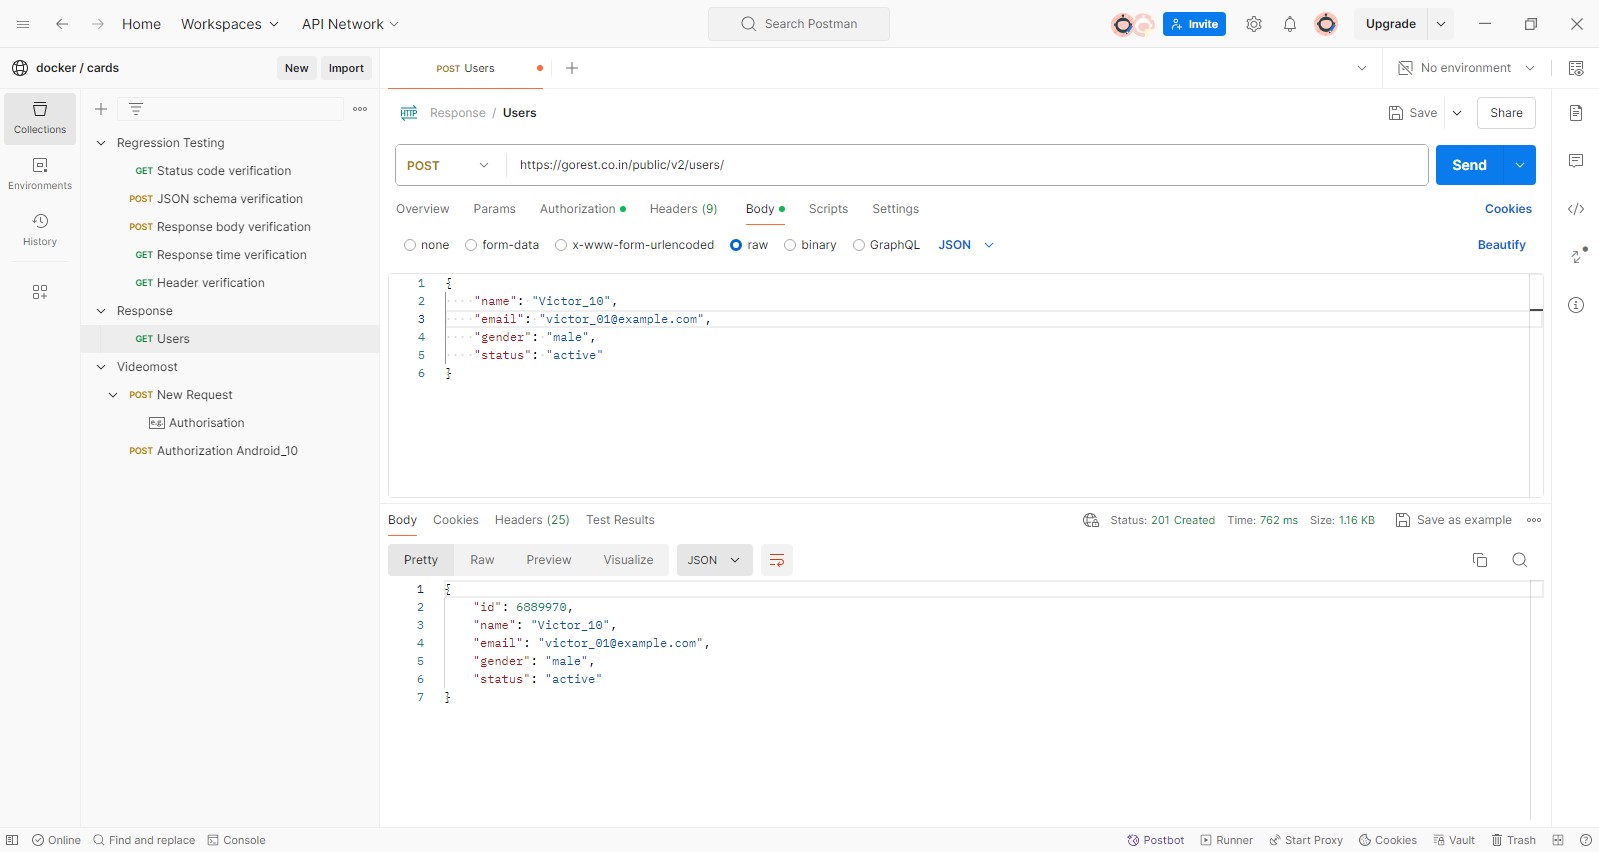 Home Workspaces API Network Search Postman Invite Upgrade
docker / cards New Import POST Users No environment
Collections
Environments
History
Regression Testing
GET Status code verification
POST JSON schema verification
POST Response body verification
GET Response time verification
GET Header verification
Response
GET Users
Videomost
POST New Request
e.g. Authorisation
POST Authorization Android_10
HTTP Response / Users Save Share
POST https://gorest.co.in/public/v2/users/ Send
Overview Params Authorization Headers (9) Body Scripts Settings Cookies
none form-data x-www-form-urlencoded raw binary GraphQL JSON Beautify
1 {
2 "name": "Victor_10",
3 "email": "victor_01@example.com",
4 "gender": "male",
5 "status": "active"
6 }
Body Cookies Headers (25) Test Results Status: 201 Created Time: 762 ms Size: 1.16 KB Save as example
Pretty Raw Preview Visualize JSON
1 {
2 "id": 6889970,
3 "name": "Victor_10",
4 "email": "victor_01@example.com",
5 "gender": "male",
6 "status": "active"
7 }
Online Find and replace Console Postbot Runner Start Proxy Cookies Vault Trash